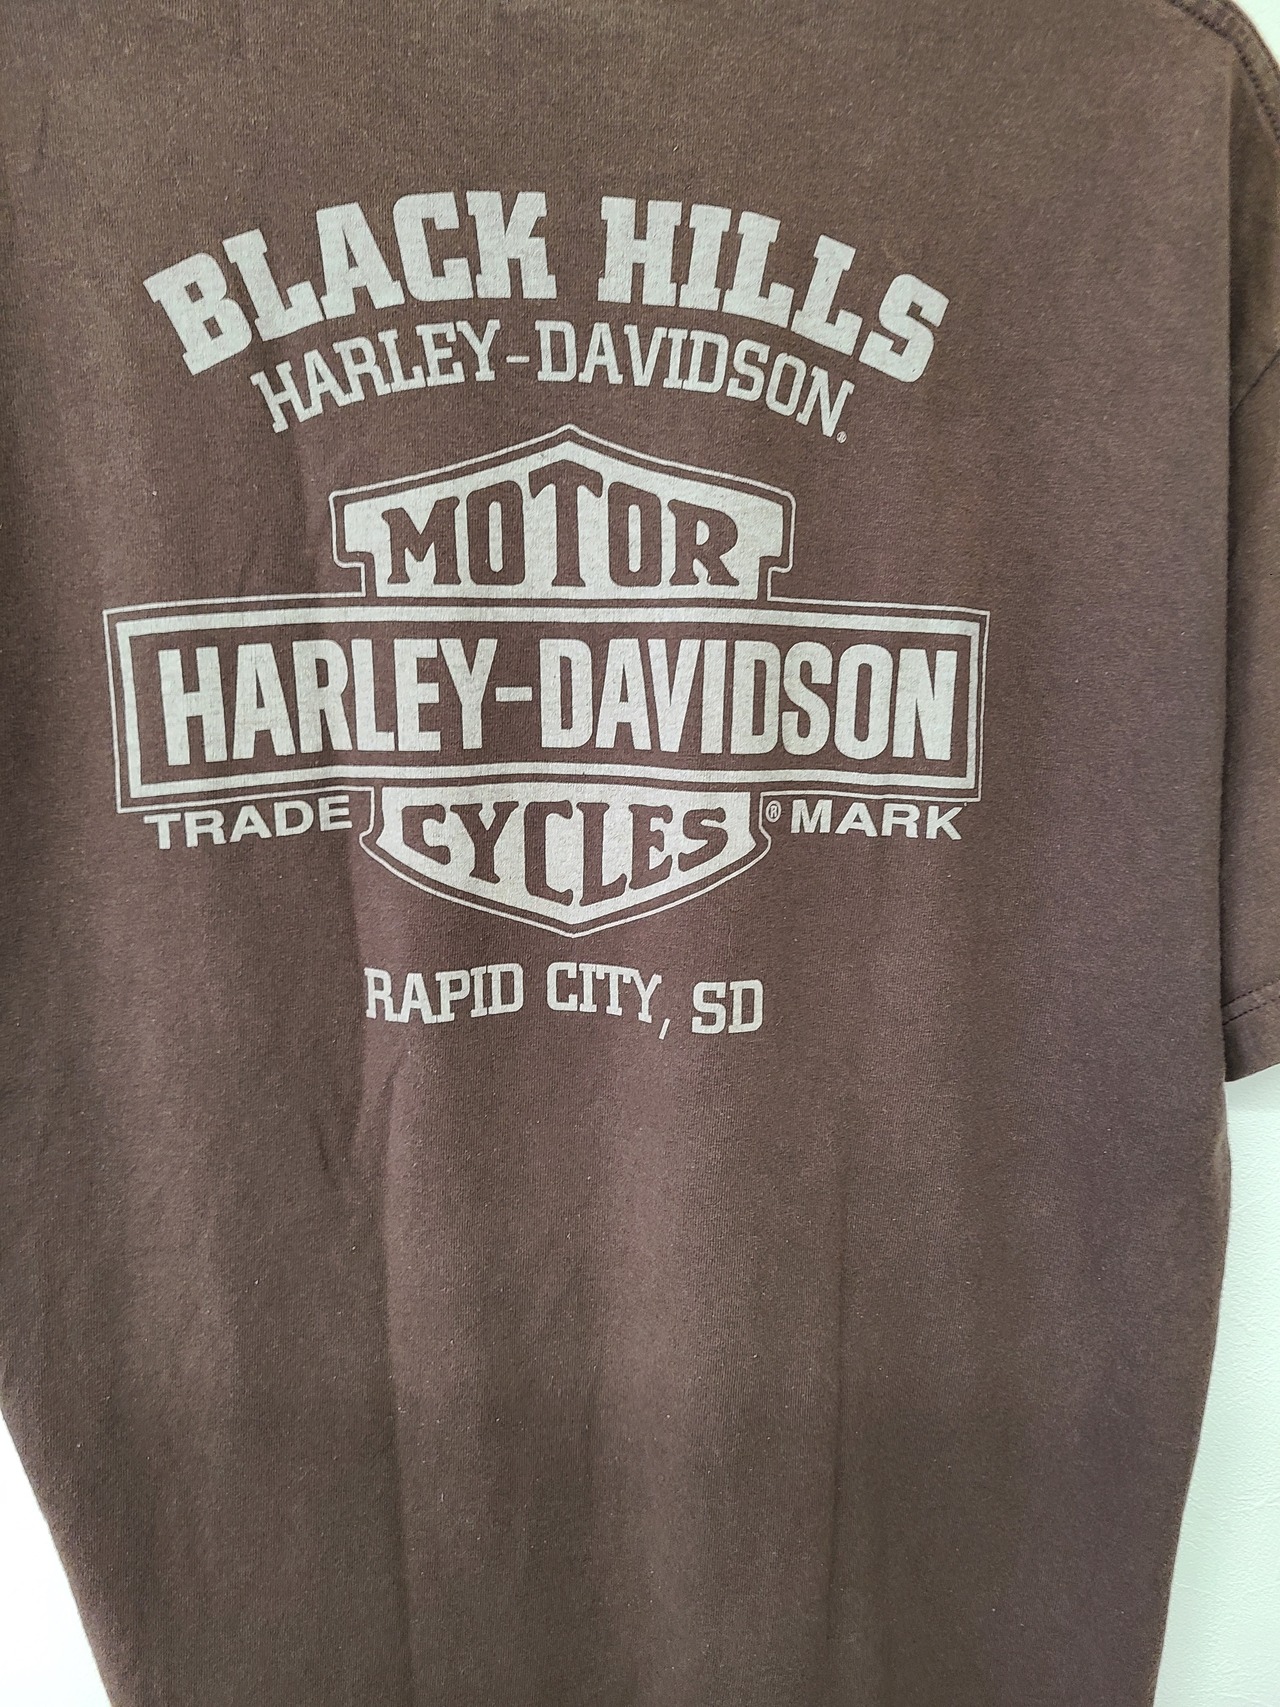 BLACK HILLS
HARLEY-DAVIDSON®
MOTOR
HARLEY-DAVIDSON
TRADE CYCLES ® MARK
RAPID CITY, SD